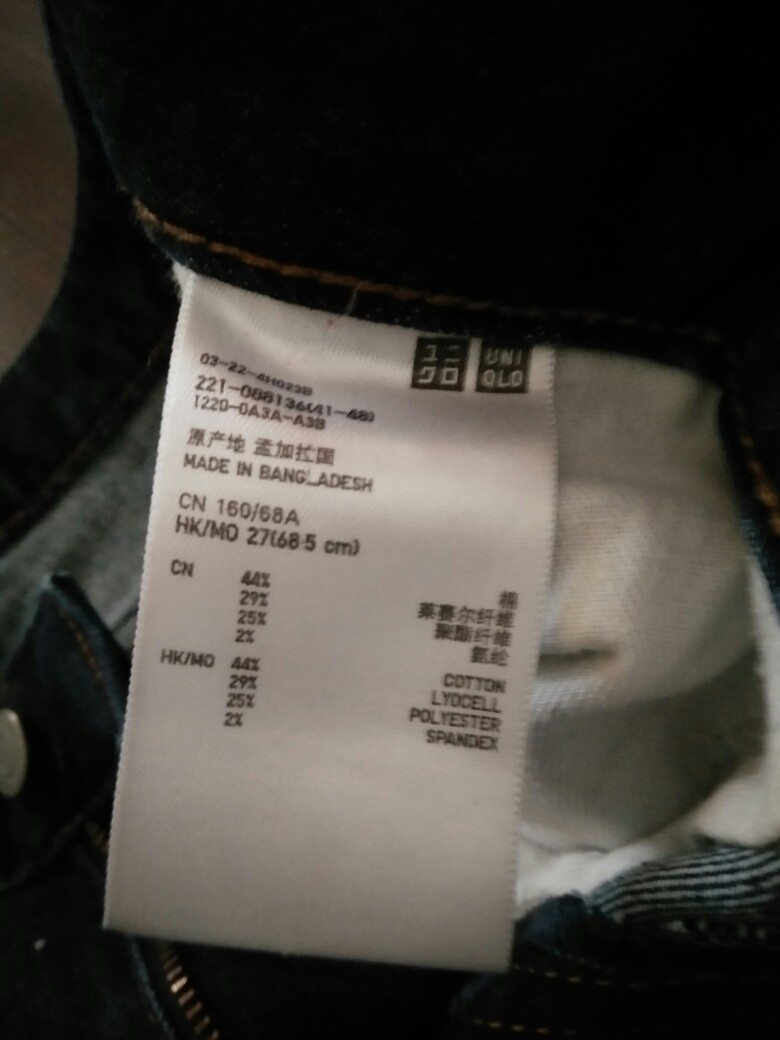 ユニ
クロ
UNI
QLO
03-22-4H023B
221-088136(41-48)
1220-0A3A-A3B
原产地 孟加拉国
MADE IN BANGLADESH
CN 160/68A
HK/MO 27(68.5 cm)
CN 44% 棉
29% 莱赛尔纤维
25% 聚酯纤维
2% 氨纶
HK/MO 44% COTTON
29% LYOCELL
25% POLYESTER
2% SPANDEX